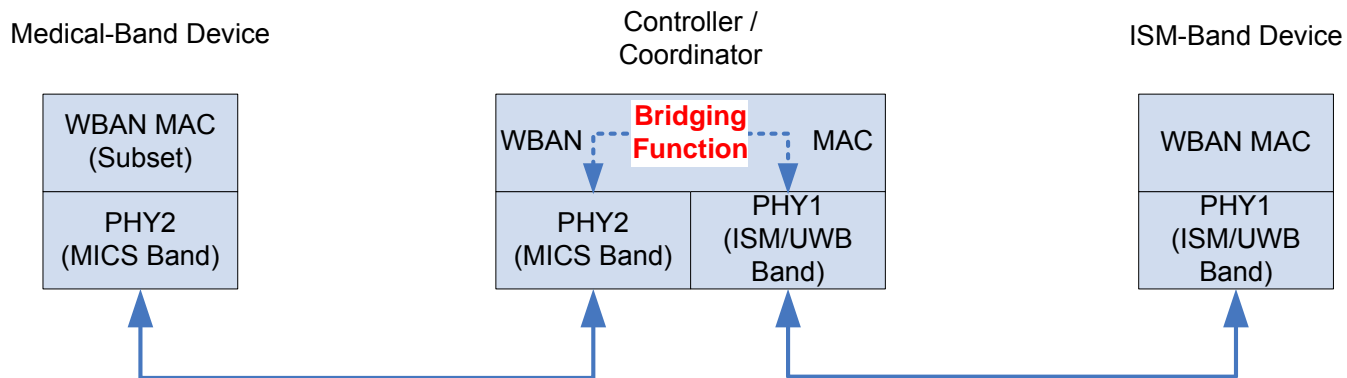 Medical-Band Device
Controller /
Coordinator
ISM-Band Device
WBAN MAC
(Subset)
PHY2
(MICS Band)
WBAN
Bridging
Function
MAC
PHY2
(MICS Band)
PHY1
(ISM/UWB
Band)
WBAN MAC
PHY1
(ISM/UWB
Band)